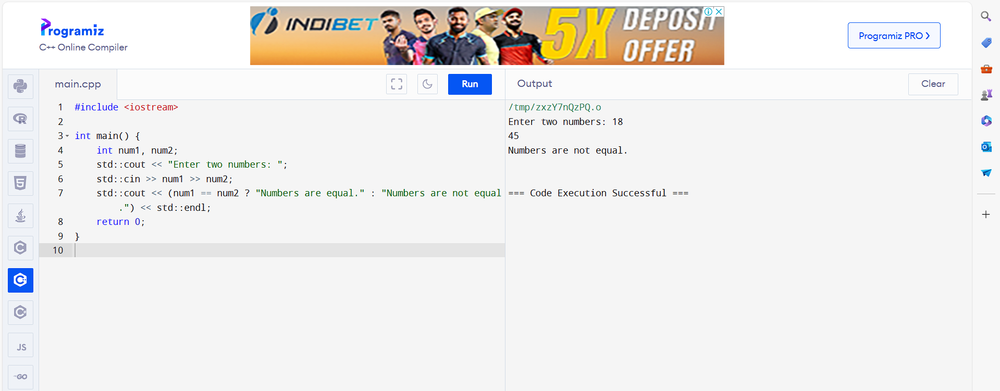 Programiz
C++ Online Compiler
INDIBET
5X
DEPOSIT
OFFER
Programiz PRO
main.cpp
Run
Output
Clear
1 #include <iostream>
2
3 int main() {
4     int num1, num2;
5     std::cout << "Enter two numbers: ";
6     std::cin >> num1 >> num2;
7     std::cout << (num1 == num2 ? "Numbers are equal." : "Numbers are not equal
.") << std::endl;
8     return 0;
9 }
10
/tmp/zxzY7nQzPQ.o
Enter two numbers: 18
45
Numbers are not equal.
=== Code Execution Successful ===
R
5
C
C++
C#
JS
GO